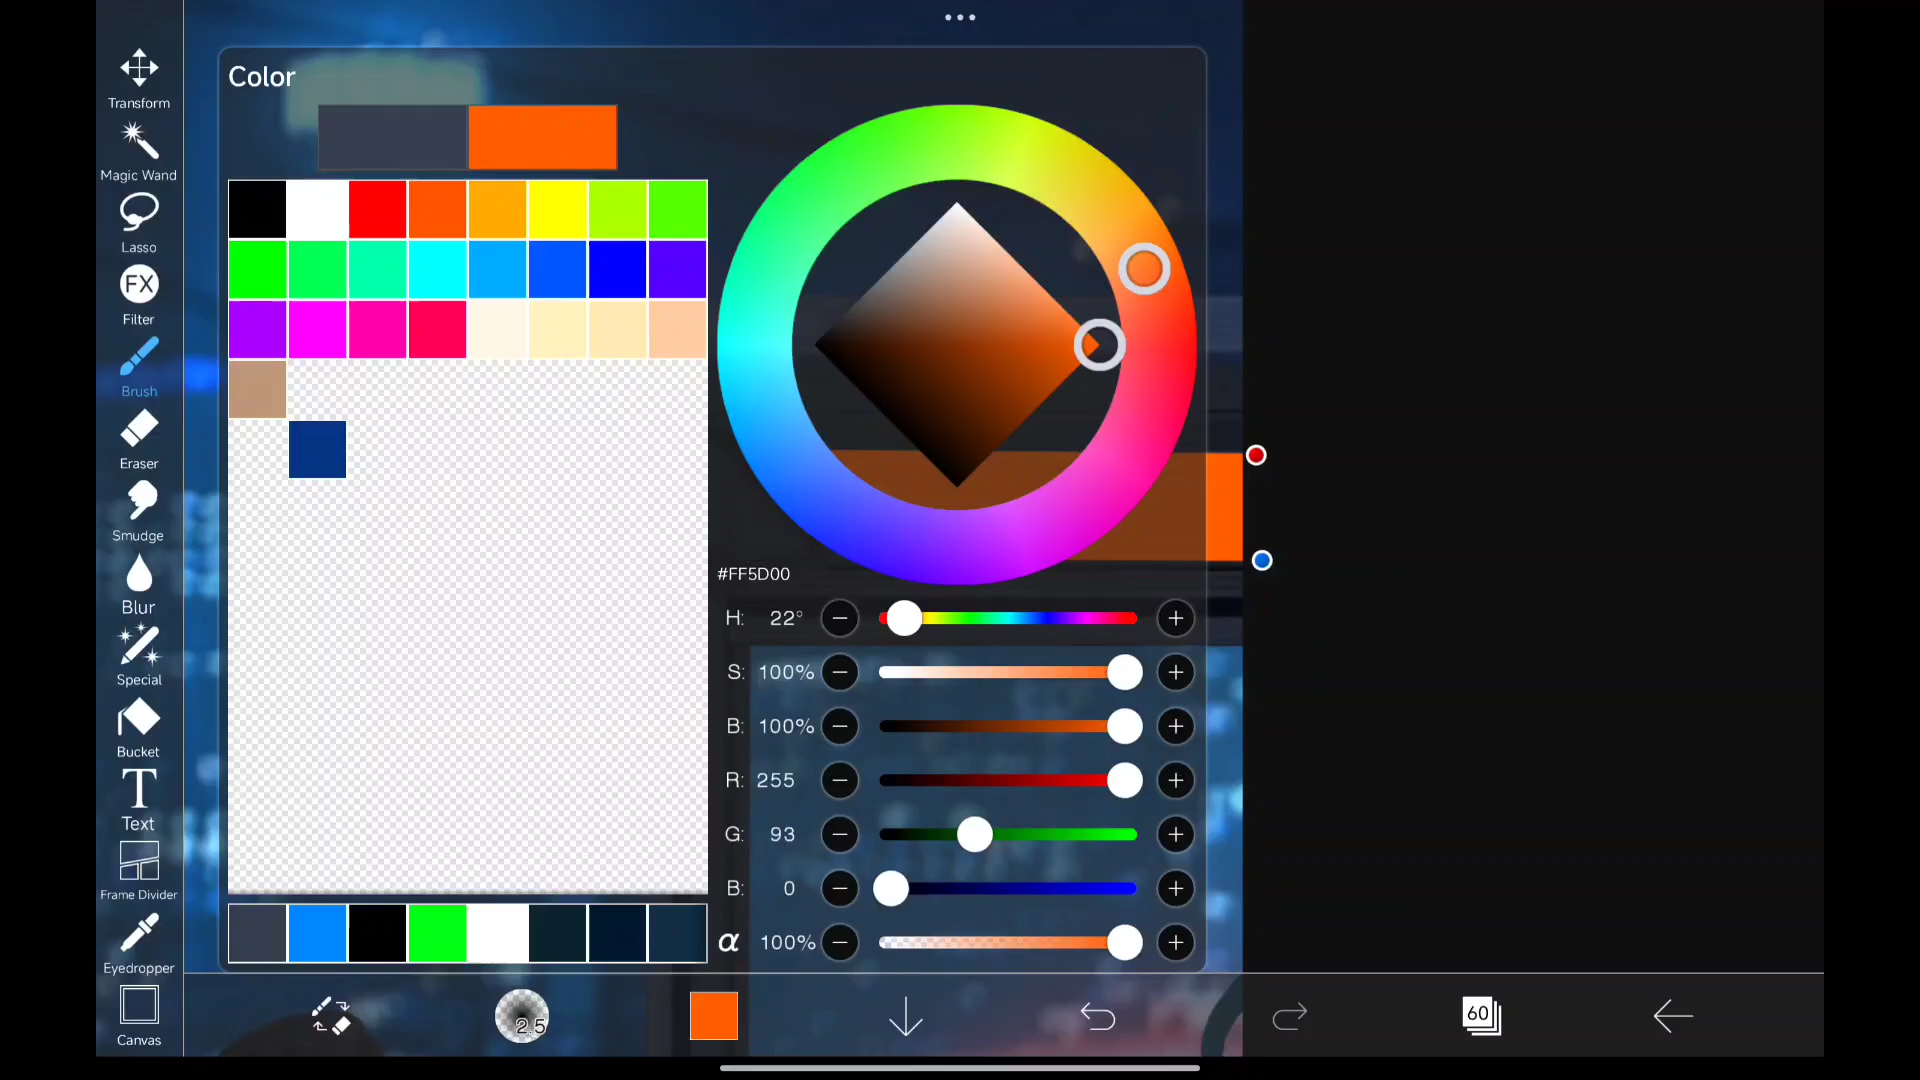 Color
Transform
Magic Wand
Lasso
FX
Filter
Brush
Eraser
Smudge
Blur
Special
Bucket
T
Text
Frame Divider
Eyedropper
Canvas
#FF5D00
H: 22°
S: 100%
B: 100%
R: 255
G: 93
B: 0
α 100%
2.5
60